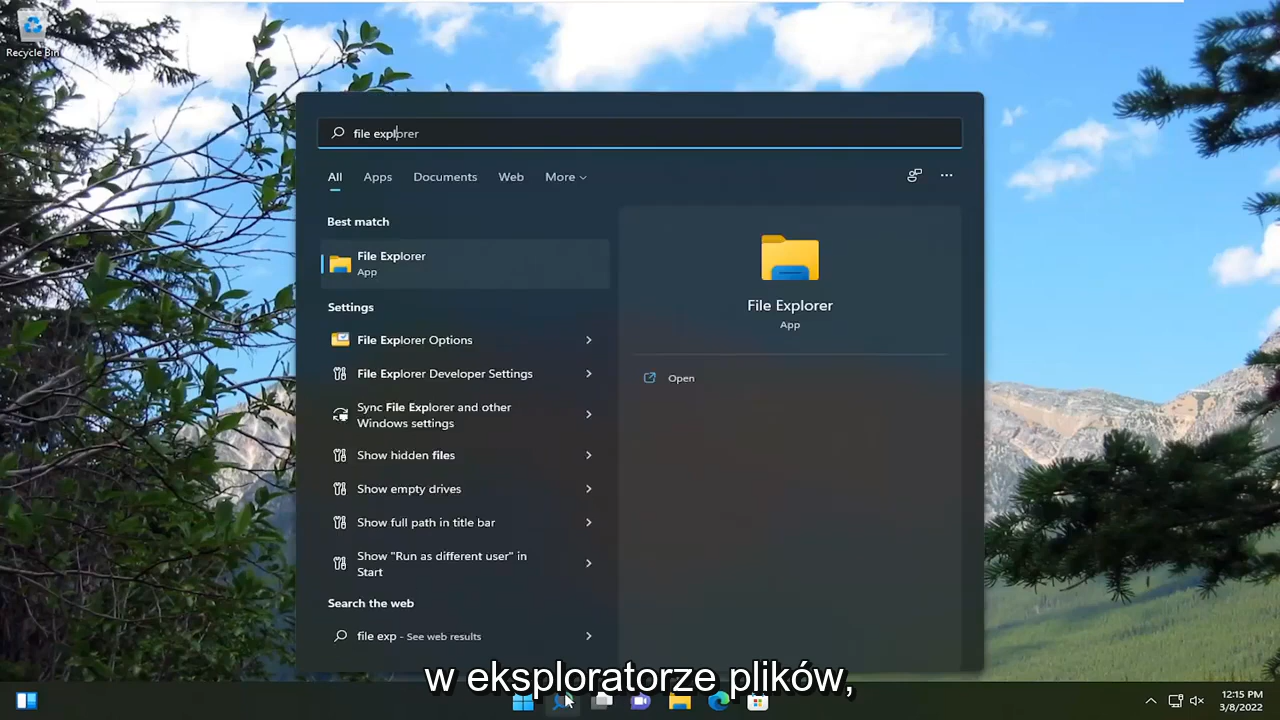 Recycle Bin
file explorer
All Apps Documents Web More
Best match
File Explorer
App
Settings
File Explorer Options
File Explorer Developer Settings
Sync File Explorer and other
Windows settings
Show hidden files
Show empty drives
Show full path in title bar
Show "Run as different user" in
Start
Search the web
file exp - See web results
File Explorer
App
Open
w eksploratorze plików,
12:15 PM
3/8/2022